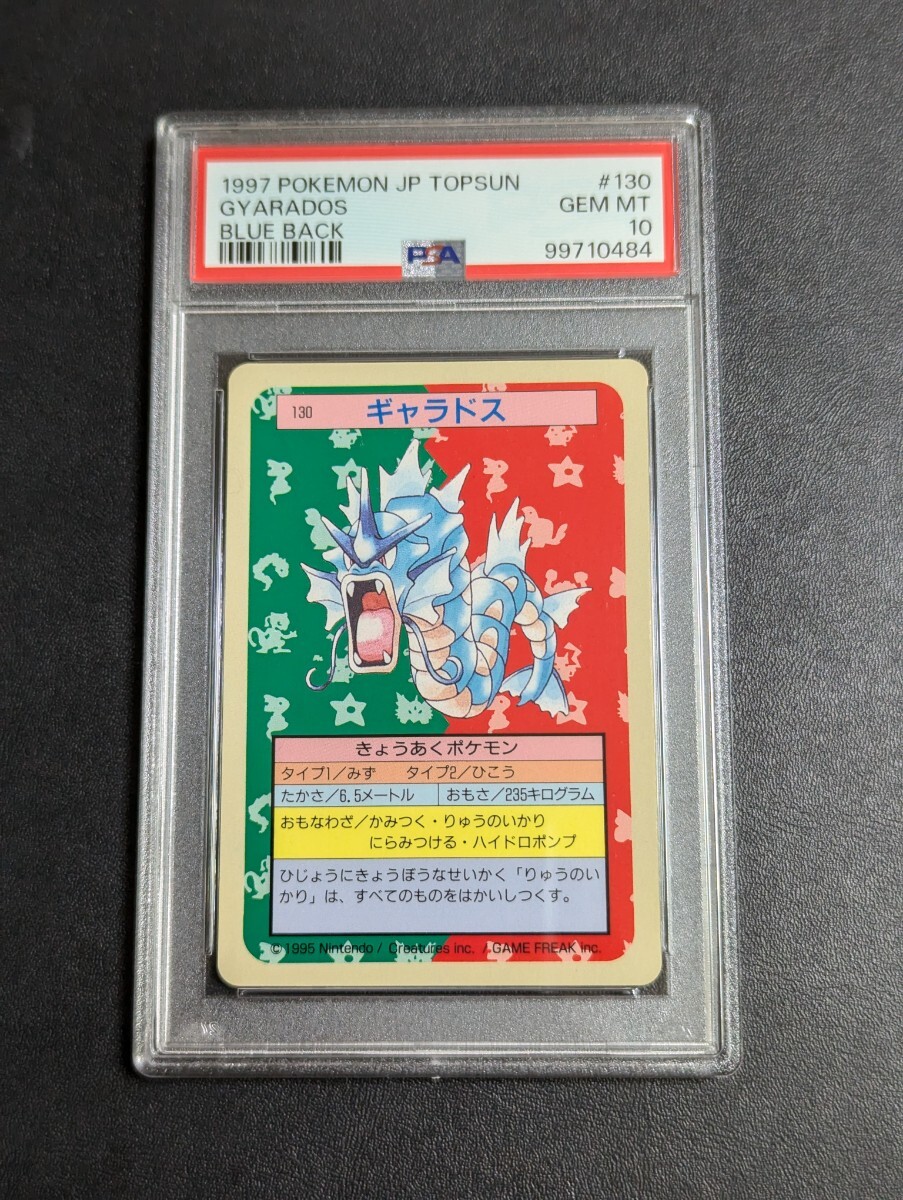 1997 POKEMON JP TOPSUN #130
GYARADOS GEM MT
BLUE BACK 10
PSA 99710484
130 ギャラドス
きょうあくポケモン
タイプ1/みず タイプ2/ひこう
たかさ/6.5メートル おもさ/235キログラム
おもなわざ/かみつく・りゅうのいかり
にらみつける・ハイドロポンプ
ひじょうにきょうぼうなせいかく「りゅうのい
かり」は、すべてのものをはかいしつくす。
©1995 Nintendo / Creatures inc. / GAME FREAK inc.